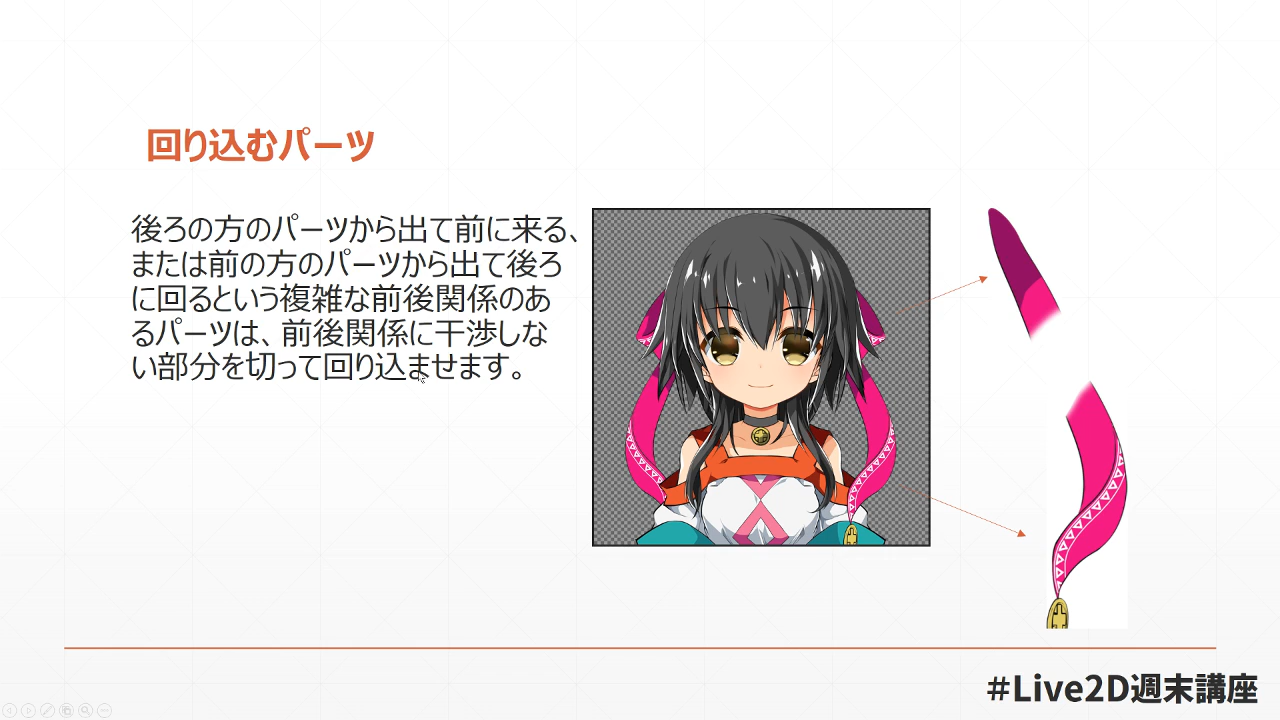 回り込むパーツ
後ろの方のパーツから出て前に来る、
または前の方のパーツから出て後ろ
に回るという複雑な前後関係のあ
るパーツは、前後関係に干渉しな
い部分を切って回り込ませます。
#Live2D週末講座